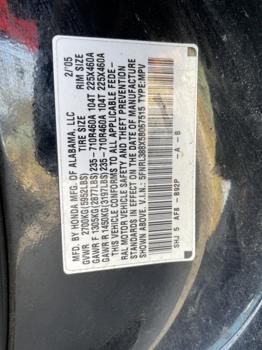 MFD. BY HONDA MFG. OF ALABAMA, LLC 2/05
TIRE SIZE RIM SIZE
GVWR 2700KG(5952LBS)
GAWR F 1305KG(2877LBS) 235-710R460A 104T 225X460A
GAWR R 1450KG(3197LBS) 235-710R460A 104T 225X460A
THIS VEHICLE CONFORMS TO ALL APPLICABLE FEDE-
RAL MOTOR VEHICLE SAFETY AND THEFT PREVENTION
STANDARDS IN EFFECT ON THE DATE OF MANUFACTURE
SHOWN ABOVE. V.I.N.: TYPE:MPV
SHJ 5 AF8 - B92P - A - B